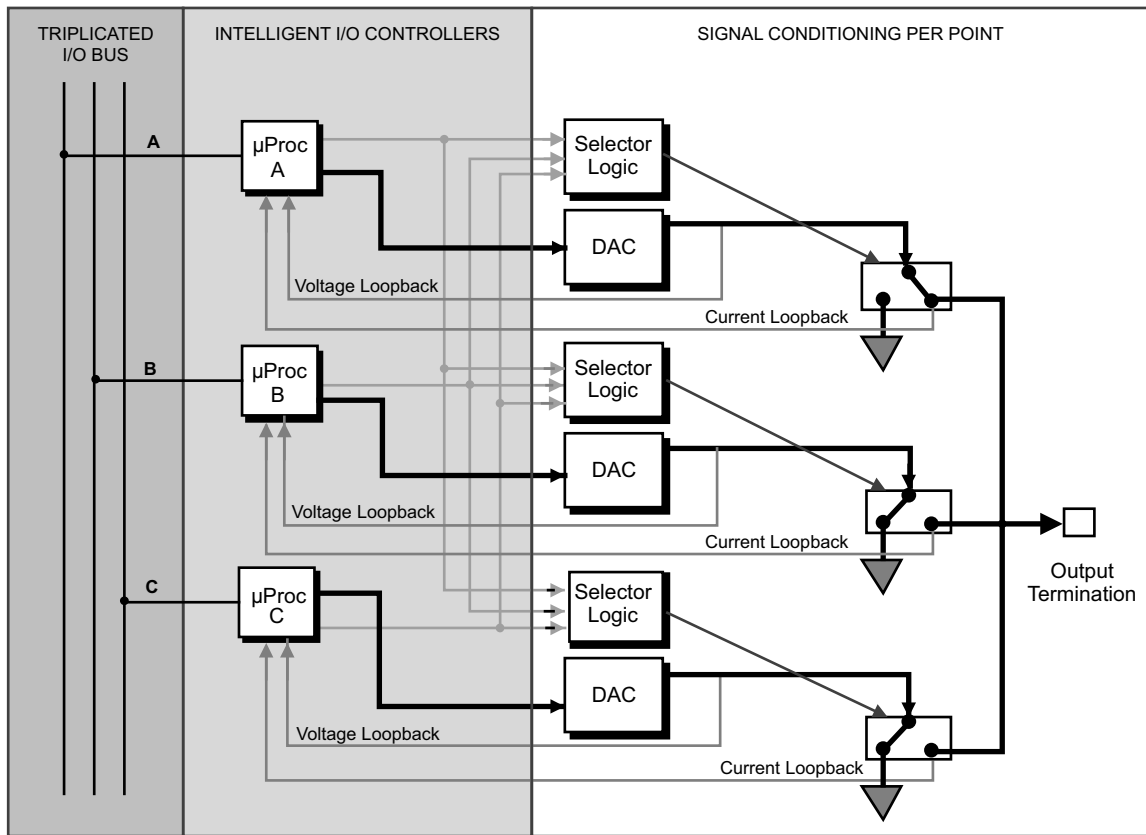 TRIPLICATED
I/O BUS
INTELLIGENT I/O CONTROLLERS
SIGNAL CONDITIONING PER POINT
A
µProc
A
Selector
Logic
DAC
Voltage Loopback
Current Loopback
B
µProc
B
Selector
Logic
DAC
Voltage Loopback
Current Loopback
Output
Termination
C
µProc
C
Selector
Logic
DAC
Voltage Loopback
Current Loopback